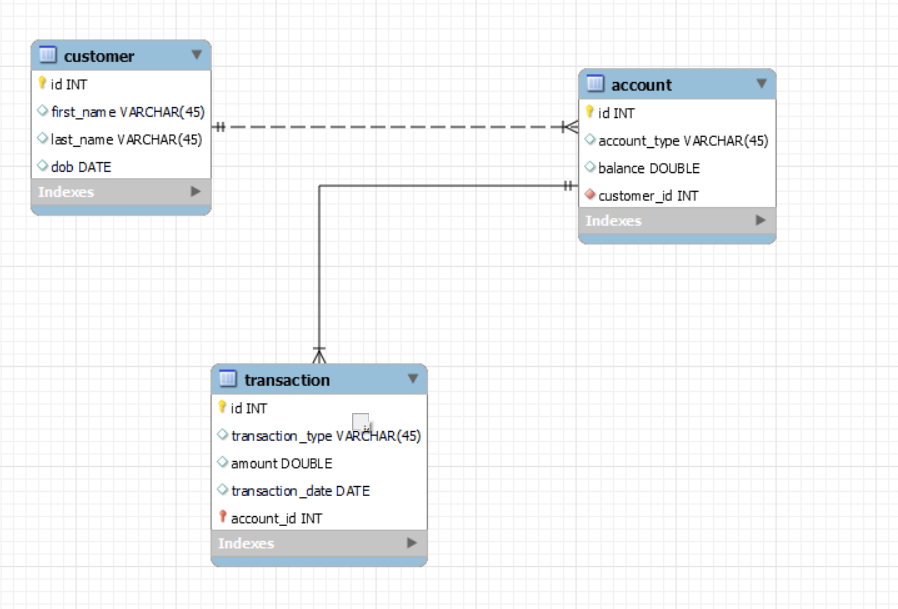 customer
id INT
first_name VARCHAR(45)
last_name VARCHAR(45)
dob DATE
Indexes
account
id INT
account_type VARCHAR(45)
balance DOUBLE
customer_id INT
Indexes
transaction
id INT
transaction_type VARCHAR(45)
amount DOUBLE
transaction_date DATE
account_id INT
Indexes